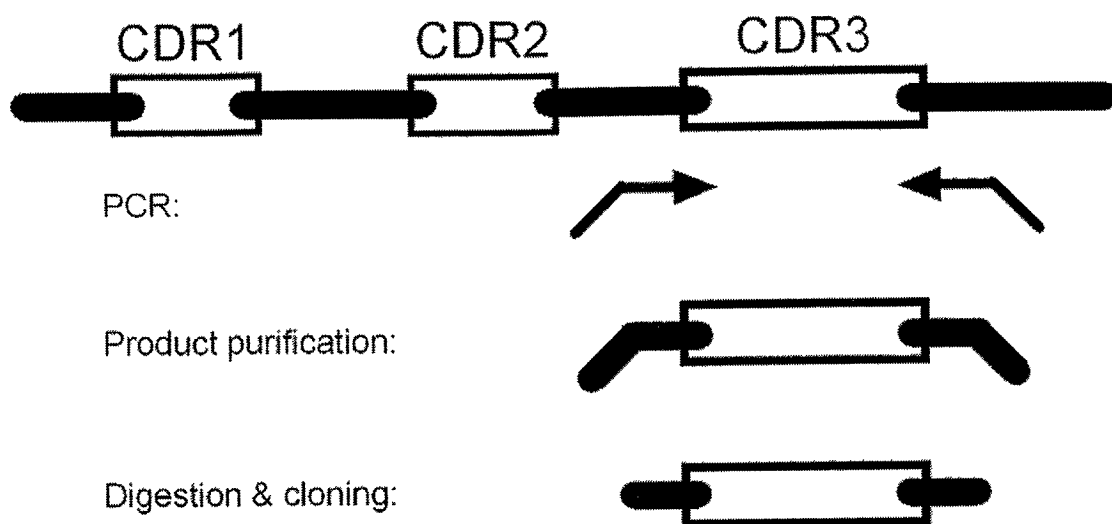 CDR1 CDR2 CDR3
PCR:
Product purification:
Digestion & cloning: